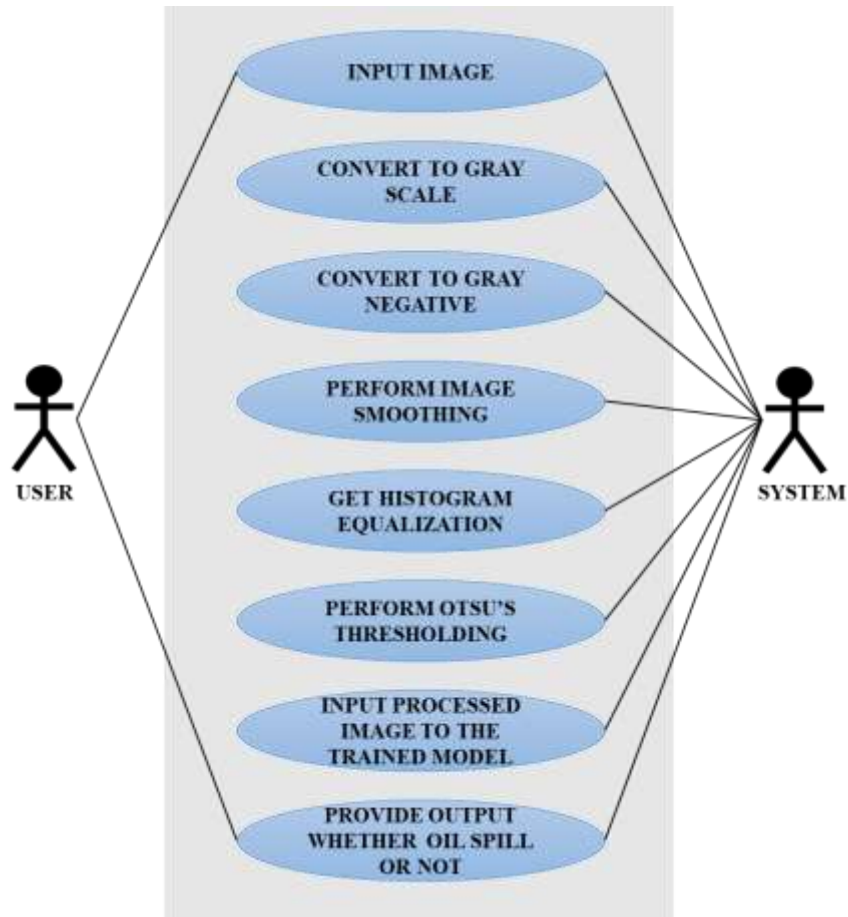 INPUT IMAGE
CONVERT TO GRAY
SCALE
CONVERT TO GRAY
NEGATIVE
PERFORM IMAGE
SMOOTHING
USER
SYSTEM
GET HISTOGRAM
EQUALIZATION
PERFORM OTSU'S
THRESHOLDING
INPUT PROCESSED
IMAGE TO THE
TRAINED MODEL
PROVIDE OUTPUT
WHETHER OIL SPILL
OR NOT